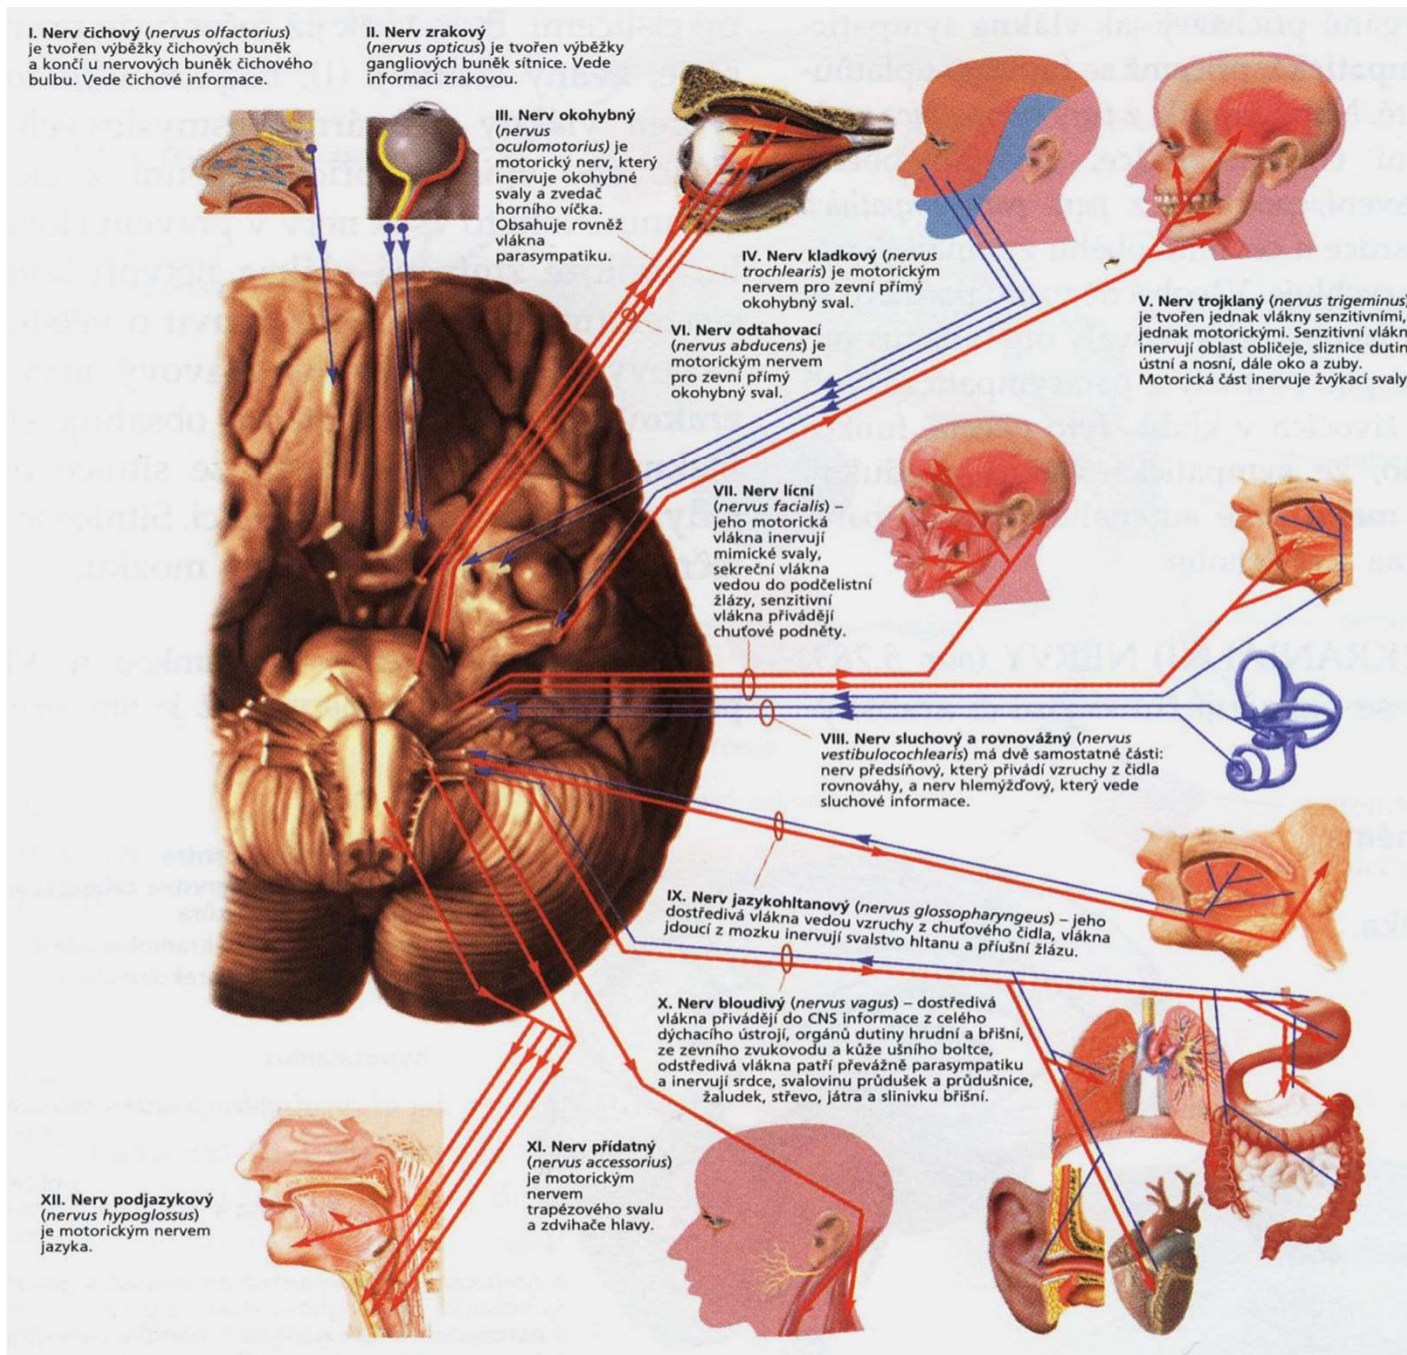 I. Nerv čichový (nervus olfactorius)
je tvořen výběžky čichových buněk
a končí u nervových buněk čichového
bulbu. Vede čichové informace.
II. Nerv zrakový
(nervus opticus) je tvořen výběžky
gangliových buněk sítnice. Vede
informaci zrakovou.
III. Nerv okohybný
(nervus
oculomotorius) je
motorický nerv, který
inervuje okohybné
svaly a zvedač
horního víčka.
Obsahuje rovněž
vlákna
parasympatiku.
IV. Nerv kladkový (nervus
trochlearis) je motorickým
nervem pro zevní přímý
okohybný sval.
V. Nerv trojklaný (nervus trigeminus)
je tvořen jednak vlákny senzitivními,
jednak motorickými. Senzitivní vlákn
inervují oblast obličeje, sliznice dutin
ústní a nosní, dále oko a zuby.
Motorická část inervuje žvýkací svaly
VI. Nerv odtahovací
(nervus abducens) je
motorickým nervem
pro zevní přímý
okohybný sval.
VII. Nerv lícní
(nervus facialis) –
jeho motorická
vlákna inervují
mimické svaly,
sekreční vlákna
vedou do podčelistní
žlázy, senzitivní
vlákna přivádějí
chuťové podněty.
VIII. Nerv sluchový a rovnovážný (nervus
vestibulocochlearis) má dvě samostatné části:
nerv předsíňový, který přivádí vzruchy z čidla
rovnováhy, a nerv hlemýžďový, který vede
sluchové informace.
IX. Nerv jazykohltanový (nervus glossopharyngeus) – jeho
dostředivá vlákna vedou vzruchy z chuťového čidla, vlákna
jdoucí z mozku inervují svalstvo hltanu a příušní žlázu.
X. Nerv bloudivý (nervus vagus) – dostředivá
vlákna přivádějí do CNS informace z celého
dýchacího ústrojí, orgánů dutiny hrudní a břišní,
ze zevního zvukovodu a kůže ušního boltce,
odstředivá vlákna patří převážně parasympatiku
a inervují srdce, svalovinu průdušek a průdušnice,
žaludek, střevo, játra a slinivku břišní.
XI. Nerv přídatný
(nervus accessorius)
je motorickým
nervem
trapézového svalu
a zdvihače hlavy.
XII. Nerv podjazykový
(nervus hypoglossus)
je motorickým nervem
jazyka.